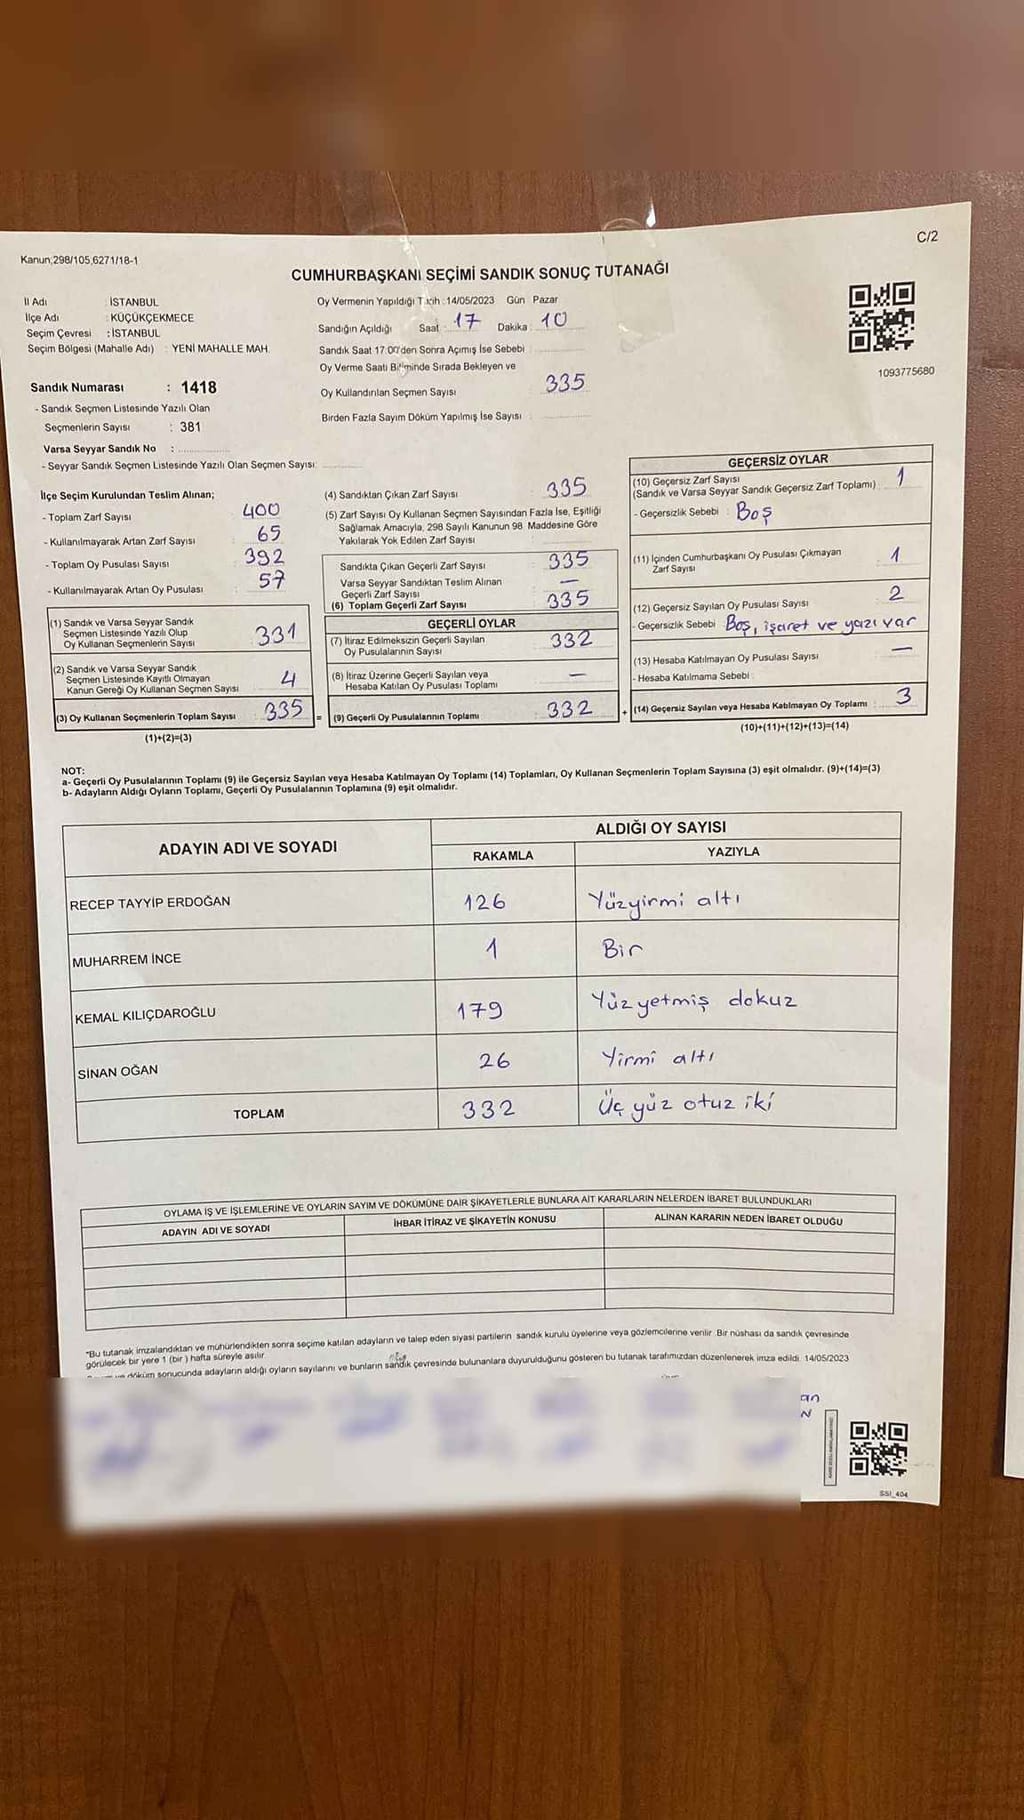 C/2
Kanun;298/105,6271/18-1
CUMHURBAŞKANI SEÇİMİ SANDIK SONUÇ TUTANAĞI
İl Adı : İSTANBUL
İlçe Adı : KÜÇÜKÇEKMECE
Seçim Çevresi : İSTANBUL
Seçim Bölgesi (Mahalle Adı) : YENİ MAHALLE MAH.
Sandık Numarası : 1418
- Sandık Seçmen Listesinde Yazılı Olan
Seçmenlerin Sayısı : 381
Varsa Seyyar Sandık No :
- Seyyar Sandık Seçmen Listesinde Yazılı Olan Seçmen Sayısı:
Oy Vermenin Yapıldığı Tarih : 14/05/2023 Gün Pazar
Sandığın Açıldığı Saat : 17 Dakika : 10
Sandık Saat 17:00'den Sonra Açımış İse Sebebi
Oy Verme Saati Bitiminde Sırada Bekleyen ve
Oy Kullandırılan Seçmen Sayısı 335
Birden Fazla Sayım Döküm Yapılmış İse Sayısı
1093775680
İlçe Seçim Kurulundan Teslim Alınan;
- Toplam Zarf Sayısı : 400
- Kullanılmayarak Artan Zarf Sayısı : 65
- Toplam Oy Pusulası Sayısı : 392
- Kullanılmayarak Artan Oy Pusulası : 57
(1) Sandık ve Varsa Seyyar Sandık
Seçmen Listesinde Yazılı Olup
Oy Kullanan Seçmenlerin Sayısı : 331
(2) Sandık ve Varsa Seyyar Sandık
Seçmen Listesinde Kayıtlı Olmayan
Kanun Gereği Oy Kullanan Seçmen Sayısı : 4
(3) Oy Kullanan Seçmenlerin Toplam Sayısı : 335
(1)+(2)=(3)
=
(4) Sandıktan Çıkan Zarf Sayısı : 335
(5) Zarf Sayısı Oy Kullanan Seçmen Sayısından Fazla İse, Eşitliği
Sağlamak Amacıyla, 298 Sayılı Kanunun 98. Maddesine Göre
Yakılarak Yok Edilen Zarf Sayısı
Sandıkta Çıkan Geçerli Zarf Sayısı : 335
Varsa Seyyar Sandıktan Teslim Alınan
Geçerli Zarf Sayısı : —
(6) Toplam Geçerli Zarf Sayısı : 335
GEÇERLİ OYLAR
(7) İtiraz Edilmeksizin Geçerli Sayılan
Oy Pusulalarının Sayısı : 332
(8) İtiraz Üzerine Geçerli Sayılan veya
Hesaba Katılan Oy Pusulası Toplamı : —
(9) Geçerli Oy Pusulalarının Toplamı : 332
+
GEÇERSİZ OYLAR
(10) Geçersiz Zarf Sayısı
(Sandık ve Varsa Seyyar Sandık Geçersiz Zarf Toplamı) : 1
- Geçersizlik Sebebi : Boş
(11) İçinden Cumhurbaşkanı Oy Pusulası Çıkmayan
Zarf Sayısı : 1
(12) Geçersiz Sayılan Oy Pusulası Sayısı : 2
- Geçersizlik Sebebi : Boş, işaret ve yazı var
(13) Hesaba Katılmayan Oy Pusulası Sayısı : —
- Hesaba Katılmama Sebebi :
(14) Geçersiz Sayılan veya Hesaba Katılmayan Oy Toplamı : 3
(10)+(11)+(12)+(13)=(14)
NOT:
a- Geçerli Oy Pusulalarının Toplamı (9) ile Geçersiz Sayılan veya Hesaba Katılmayan Oy Toplamı (14) Toplamları, Oy Kullanan Seçmenlerin Toplam Sayısına (3) eşit olmalıdır. (9)+(14)=(3)
b- Adayların Aldığı Oyların Toplamı, Geçerli Oy Pusulalarının Toplamına (9) eşit olmalıdır.
ADAYIN ADI VE SOYADI
ALDIĞI OY SAYISI
RAKAMLA YAZIYLA
RECEP TAYYİP ERDOĞAN 126 Yüzyirmi altı
MUHARREM İNCE 1 Bir
KEMAL KILIÇDAROĞLU 179 Yüz yetmiş dokuz
SİNAN OĞAN 26 Yirmi altı
TOPLAM 332 Üç yüz otuz iki
OYLAMA İŞ VE İŞLEMLERİNE VE OYLARIN SAYIM VE DÖKÜMÜNE DAİR ŞİKAYETLERLE BUNLARA AİT KARARLARIN NELERDEN İBARET BULUNDUKLARI
ADAYIN ADI VE SOYADI İHBAR İTİRAZ VE ŞİKAYETİN KONUSU ALINAN KARARIN NEDEN İBARET OLDUĞU
*Bu tutanak imzalandıktan ve mühürlendikten sonra seçime katılan adayların ve talep eden siyasi partilerin sandık kurulu üyelerine veya gözlemcilerine verilir. Bir nüshası da sandık çevresinde
görülecek bir yere 1 (bir) hafta süreyle asılır.
döküm sonucunda adayların aldığı oyların sayılarını ve bunların sandık çevresinde bulunanlara duyurulduğunu gösteren bu tutanak tarafımızdan düzenlenerek imza edildi. 14/05/2023
an
N
SSI_404